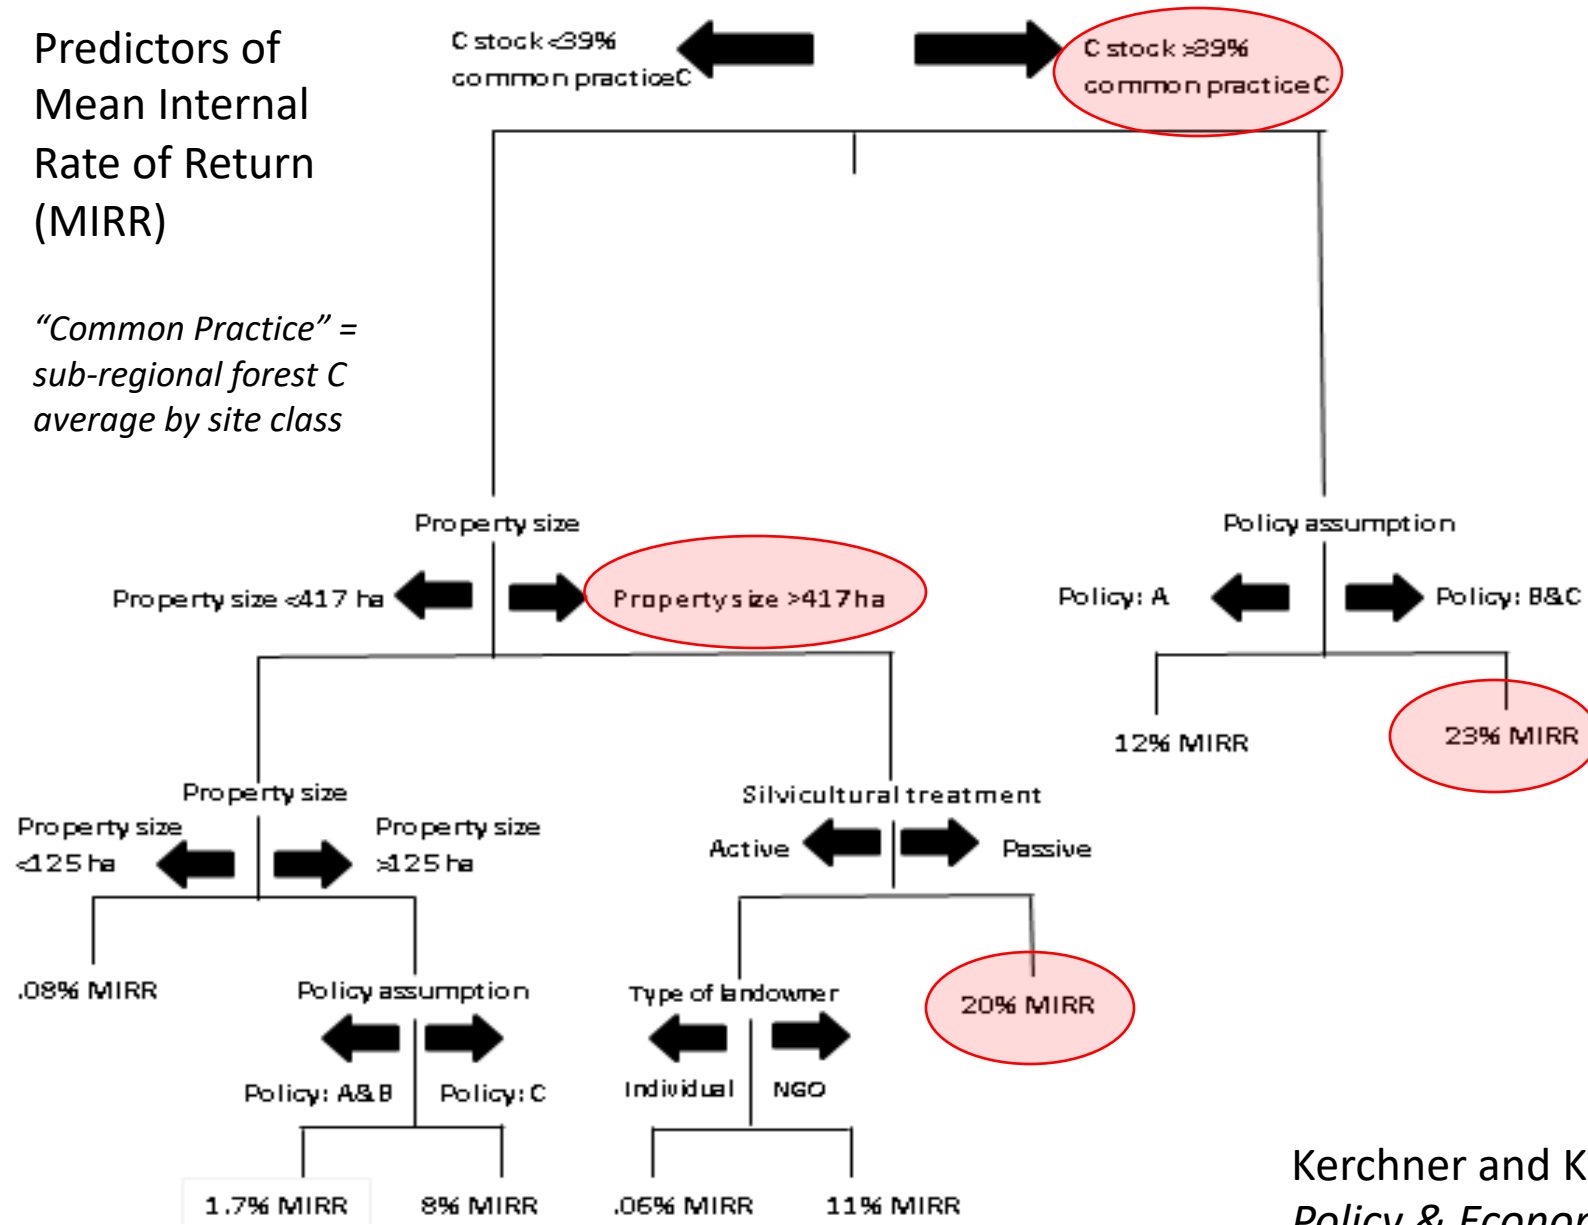 Predictors of
Mean Internal
Rate of Return
(MIRR)
“Common Practice” =
sub-regional forest C
average by site class
C stock <39%
common practice C
C stock >39%
common practice C
Property size
Property size <417 ha
Property size >417 ha
Policy assumption
Policy: A
Policy: B&C
12% MIRR
23% MIRR
Property size
Property size
<125 ha
Property size
>125 ha
Silvicultural treatment
Active
Passive
.08% MIRR
Policy assumption
Policy: A&B
Policy: C
Type of landowner
Individual
NGO
20% MIRR
1.7% MIRR
8% MIRR
.06% MIRR
11% MIRR
Kerchner and K
Policy & Econom